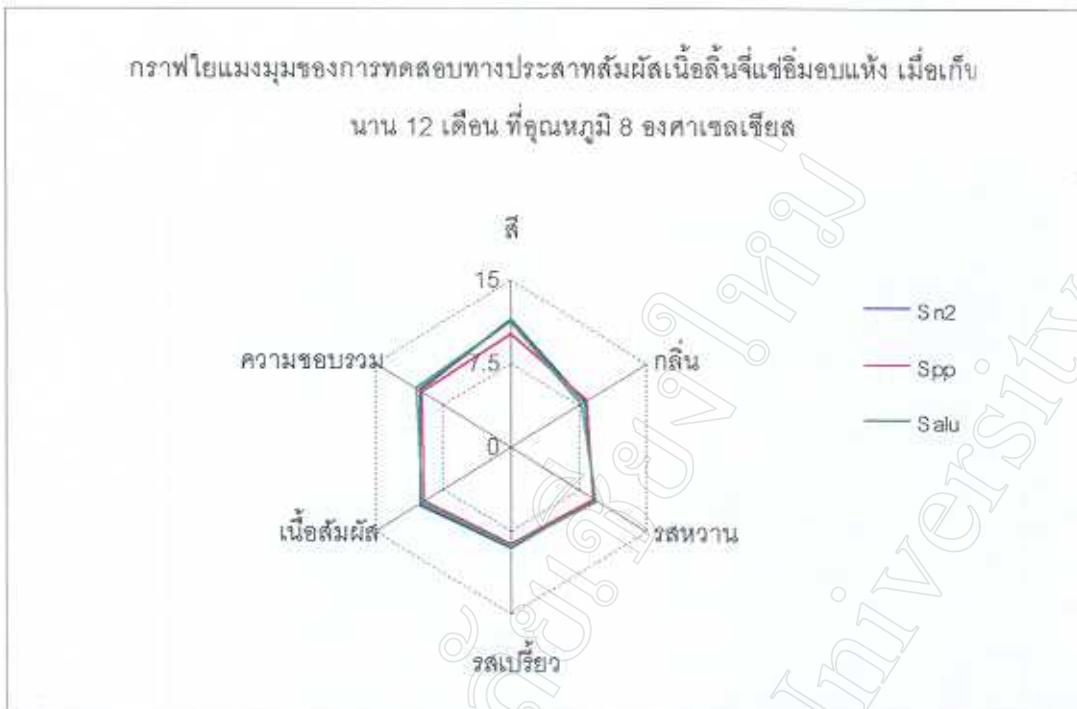 กราฟใยแมงมุมของการทดสอบทางประสาทสัมผัสเนื้อลิ้นจี่แช่อิ่มอบแห้ง เมื่อเก็บ
นาน 12 เดือน ที่อุณหภูมิ 8 องศาเซลเซียส
สี
15
ความชอบรวม
7.5
กลิ่น
0
เนื้อสัมผัส
รสหวาน
รสเปรี้ยว
Sn2
Spp
Salu
University